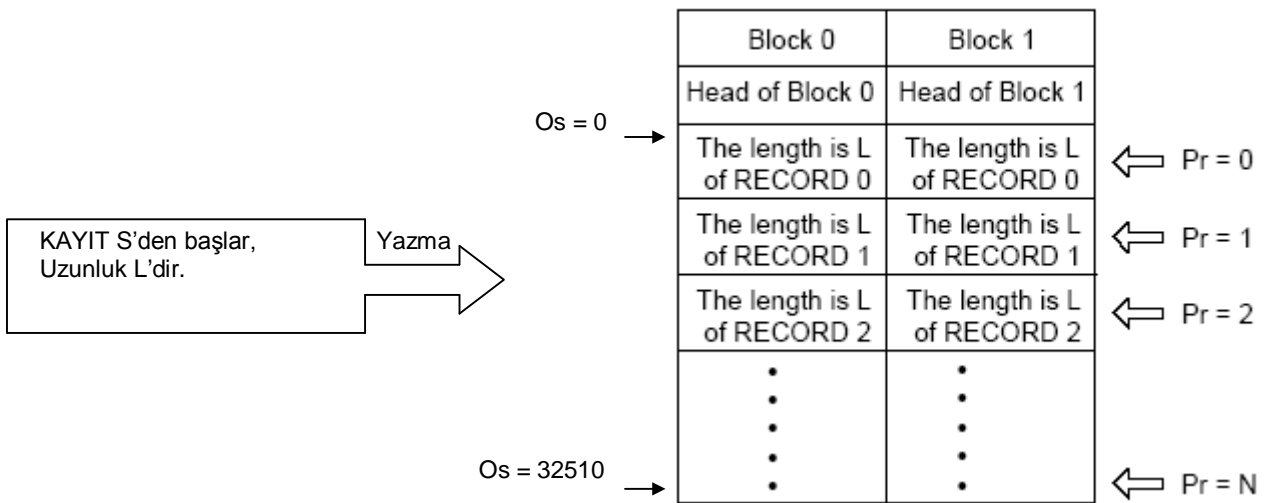 Block 0 Block 1
Head of Block 0 Head of Block 1
Os = 0
The length is L The length is L
of RECORD 0 of RECORD 0
Pr = 0
KAYIT S’den başlar,
Uzunluk L’dir.
Yazma
The length is L The length is L
of RECORD 1 of RECORD 1
Pr = 1
The length is L The length is L
of RECORD 2 of RECORD 2
Pr = 2
Os = 32510
Pr = N